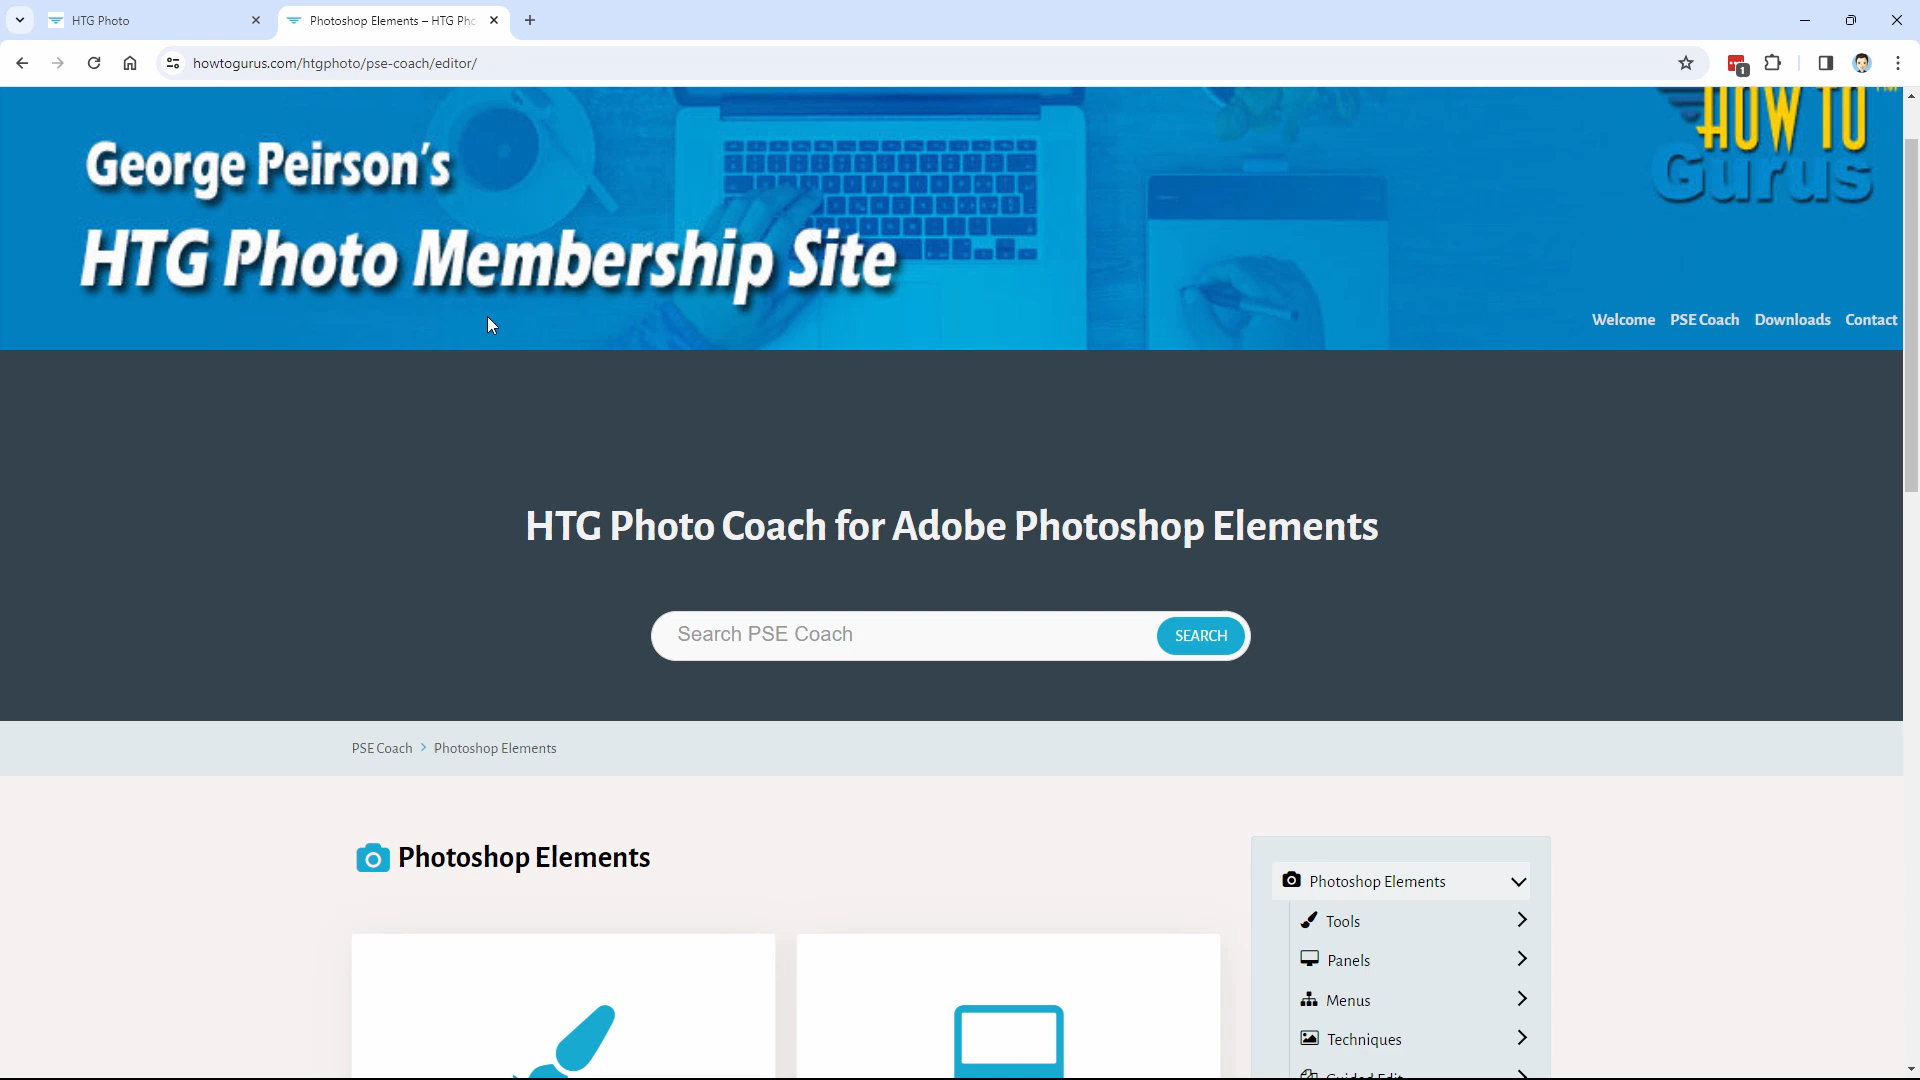 HTG Photo
Photoshop Elements – HTG Pho
howtogurus.com/htgphoto/pse-coach/editor/
1
George Peirson's
HTG Photo Membership Site
HOW TO
Gurus
Welcome PSE Coach Downloads Contact
HTG Photo Coach for Adobe Photoshop Elements
Search PSE Coach
SEARCH
PSE Coach > Photoshop Elements
Photoshop Elements
Photoshop Elements
Tools
Panels
Menus
Techniques